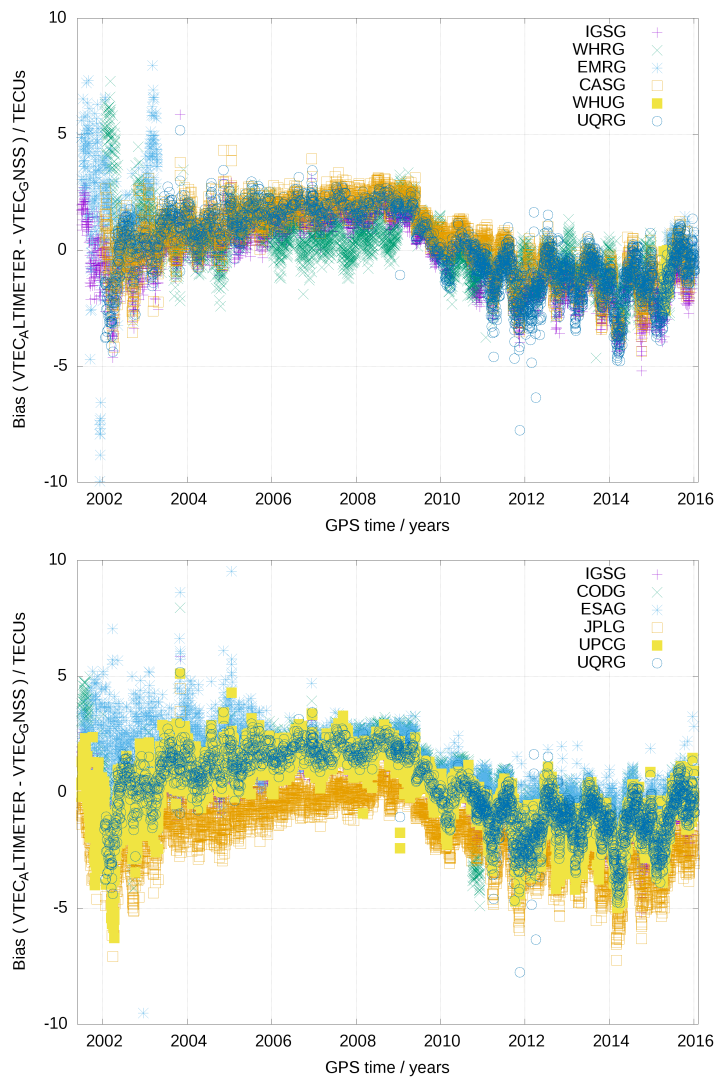 10
5
0
-5
-10
Bias ( VTEC_ALTIMETER - VTEC_GNSS ) / TECUs
IGSG
WHRG
EMRG
CASG
WHUG
UQRG
2002 2004 2006 2008 2010 2012 2014 2016
GPS time / years
10
5
0
-5
-10
Bias ( VTEC_ALTIMETER - VTEC_GNSS ) / TECUs
IGSG
CODG
ESAG
JPLG
UPCG
UQRG
2002 2004 2006 2008 2010 2012 2014 2016
GPS time / years